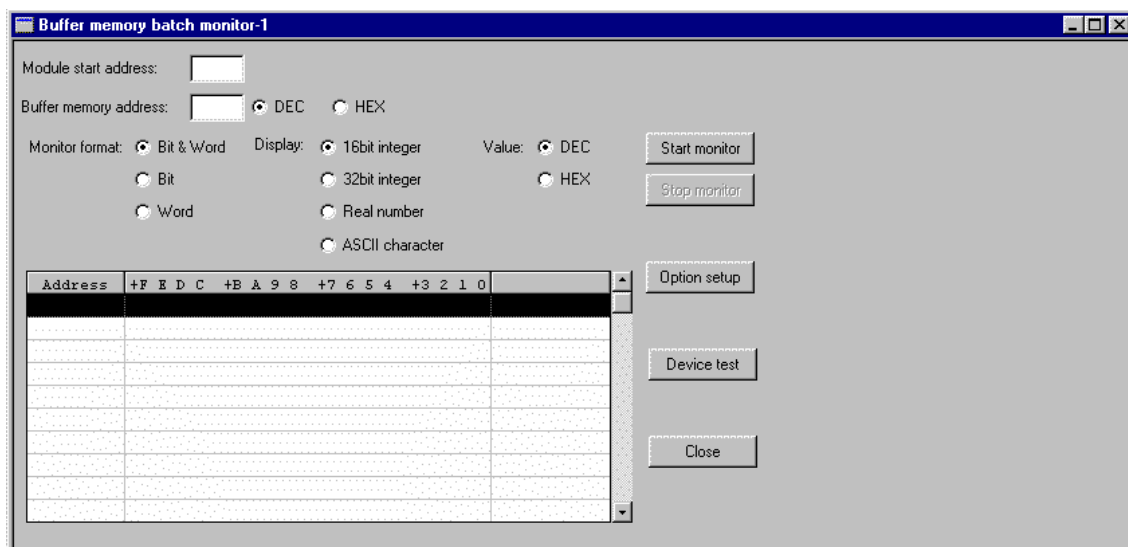 Buffer memory batch monitor-1
Module start address:
Buffer memory address: DEC HEX
Monitor format: Bit & Word Display: 16bit integer Value: DEC Start monitor
Bit 32bit integer HEX Stop monitor
Word Real number
ASCII character
Address +F E D C +B A 9 8 +7 6 5 4 +3 2 1 0 Option setup
Device test
Close